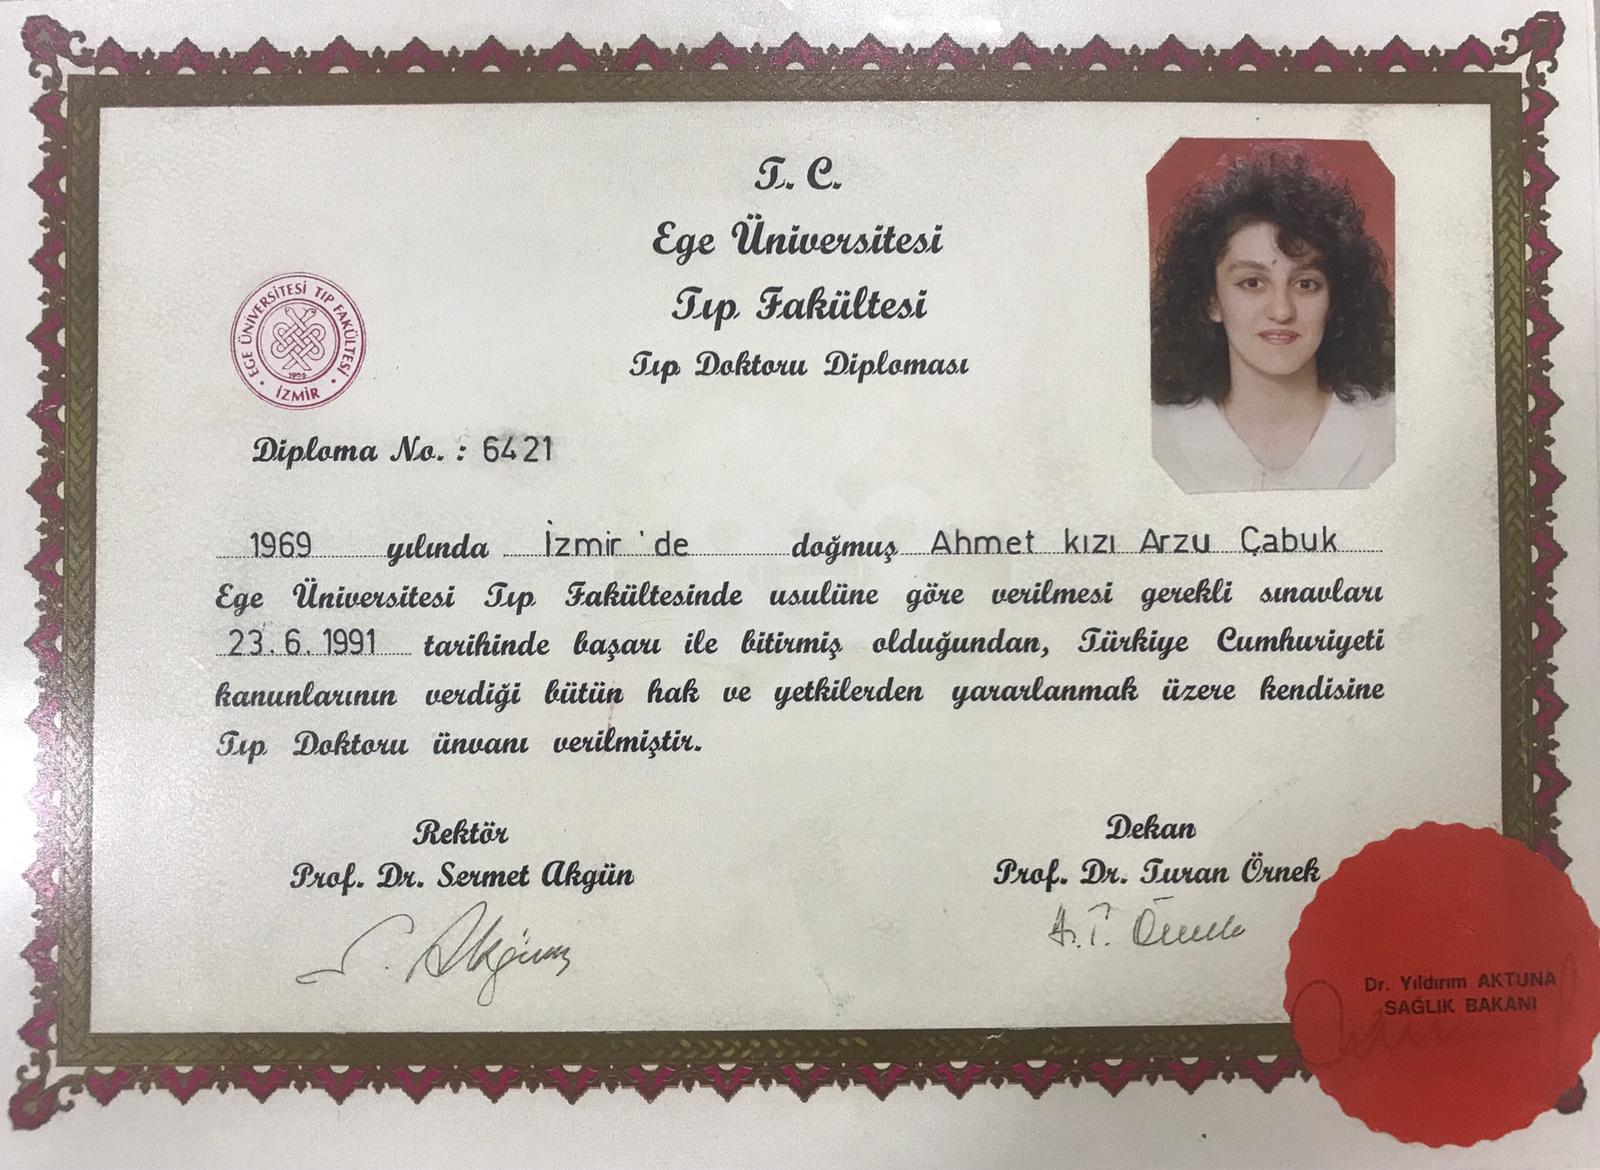 T. C.
Ege Üniversitesi
Tıp Fakültesi
Tıp Doktoru Diploması
EGE ÜNİVERSİTESİ TIP FAKÜLTESİ
1955
İZMİR
Diploma No. : 6421
1969 yılında İzmir 'de doğmuş Ahmet kızı Arzu Çabuk
Ege Üniversitesi Tıp Fakültesinde usulüne göre verilmesi gerekli sınavları
23.6.1991 tarihinde başarı ile bitirmiş olduğundan, Türkiye Cumhuriyeti
kanunlarının verdiği bütün hak ve yetkilerden yararlanmak üzere kendisine
Tıp Doktoru ünvanı verilmiştir.
Rektör
Prof. Dr. Sermet Akgün
S. Akgün
Dekan
Prof. Dr. Turan Örnek
Dr. Yıldırım AKTUNA
SAĞLIK BAKANI